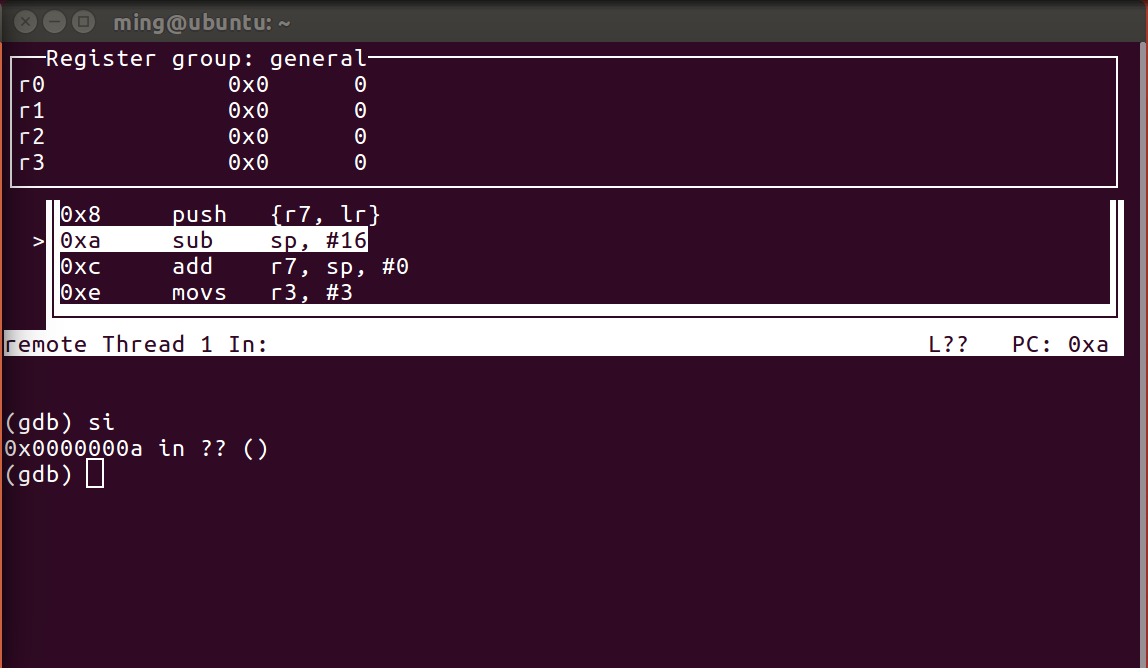 ming@ubuntu: ~
Register group: general
r0 0x0 0
r1 0x0 0
r2 0x0 0
r3 0x0 0
0x8 push {r7, lr}
> 0xa sub sp, #16
0xc add r7, sp, #0
0xe movs r3, #3
remote Thread 1 In: L?? PC: 0xa
(gdb) si
0x0000000a in ?? ()
(gdb)